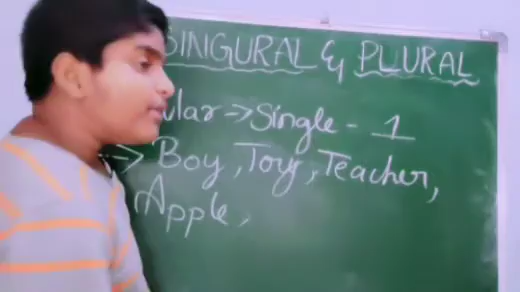 SINGURAL & PLURAL
ular → Single - 1
→ Boy, Toy, Teacher,
Apple,